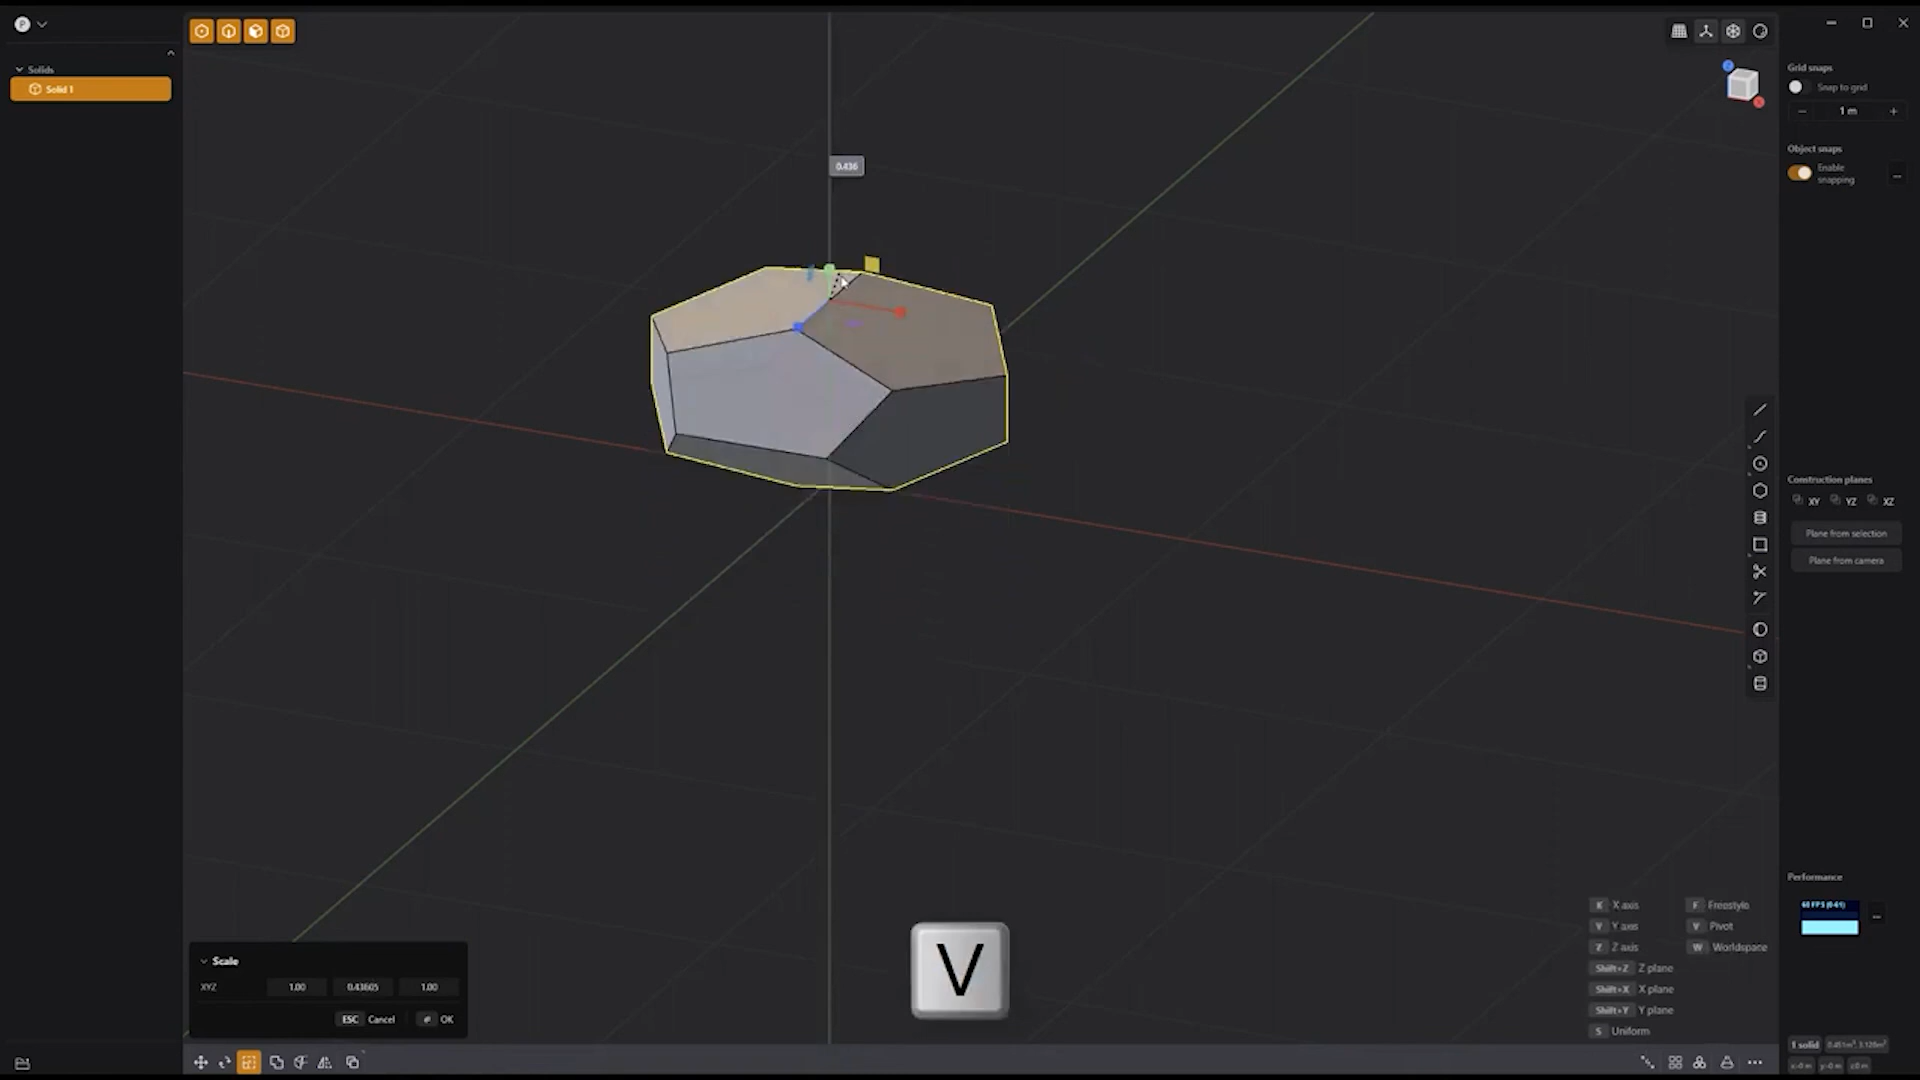 P
Solids
Solid 1
0.436
Z
X
Grid snaps
Snap to grid
1 m
Object snaps
Enable
snapping
Construction planes
XY YZ XZ
Plane from selection
Plane from camera
Performance
X axis
F Freestyle
Y axis
V Pivot
Z Z axis
W Worldspace
Shift+Z Z plane
Shift+X X plane
Shift+Y Y plane
S Uniform
V
Scale
XYZ 1.00 0.43605 1.00
ESC Cancel OK
1 solid